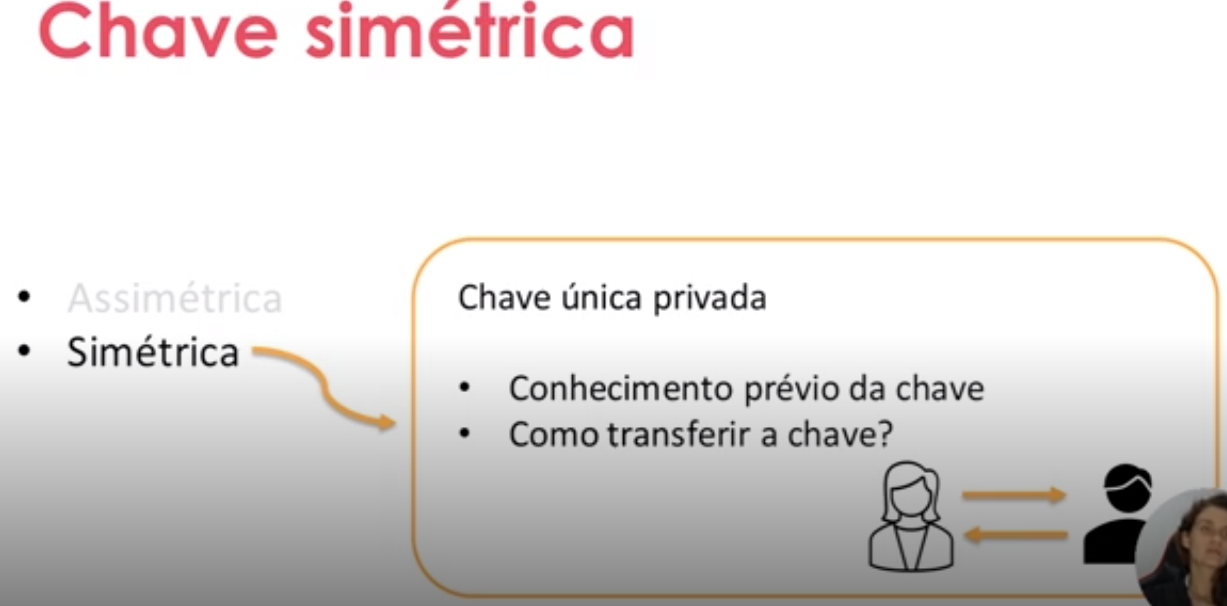 Chave simétrica
• Assimétrica
• Simétrica
Chave única privada
• Conhecimento prévio da chave
• Como transferir a chave?